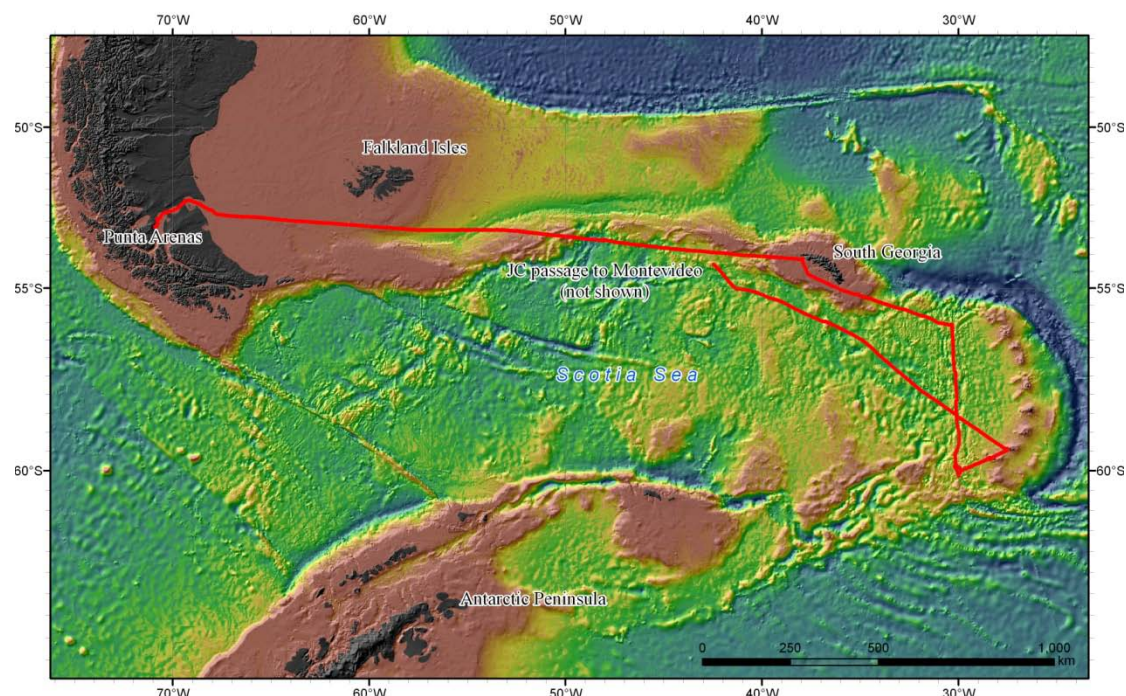 70°W 60°W 50°W 40°W 30°W
50°S 50°S
Falkland Isles
Punta Arenas
South Georgia
JC passage to Montevideo
(not shown)
55°S 55°S
Scotia Sea
60°S 60°S
Antarctic Peninsula
0 250 500 1,000
km
70°W 60°W 50°W 40°W 30°W